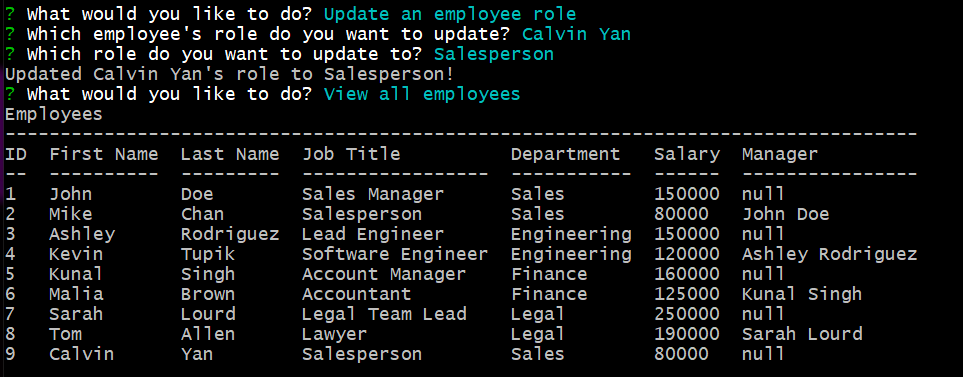 ? What would you like to do? Update an employee role
? Which employee's role do you want to update? Calvin Yan
? Which role do you want to update to? Salesperson
Updated Calvin Yan's role to Salesperson!
? What would you like to do? View all employees
Employees
-----------------------------------------------------------------------------------
ID  First Name  Last Name  Job Title          Department   Salary  Manager
--  ----------  ---------  -----------------  -----------  ------  ----------------
1   John        Doe        Sales Manager      Sales        150000  null
2   Mike        Chan       Salesperson        Sales        80000   John Doe
3   Ashley      Rodriguez  Lead Engineer      Engineering  150000  null
4   Kevin       Tupik      Software Engineer  Engineering  120000  Ashley Rodriguez
5   Kunal       Singh      Account Manager    Finance      160000  null
6   Malia       Brown      Accountant         Finance      125000  Kunal Singh
7   Sarah       Lourd      Legal Team Lead    Legal        250000  null
8   Tom         Allen      Lawyer             Legal        190000  Sarah Lourd
9   Calvin      Yan        Salesperson        Sales        80000   null